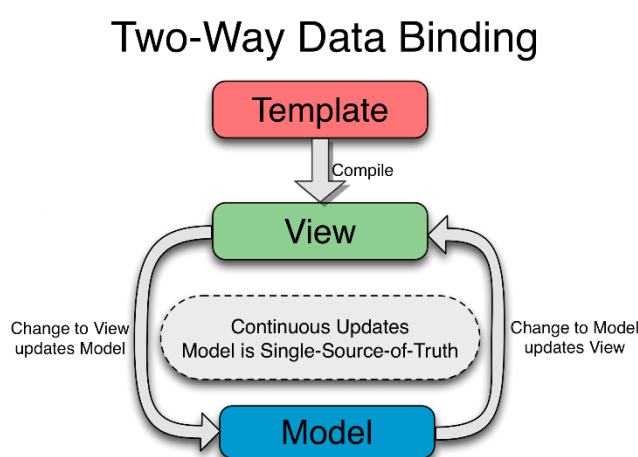 Two-Way Data Binding
Template
Compile
View
Change to View
updates Model
Continuous Updates
Model is Single-Source-of-Truth
Change to Model
updates View
Model